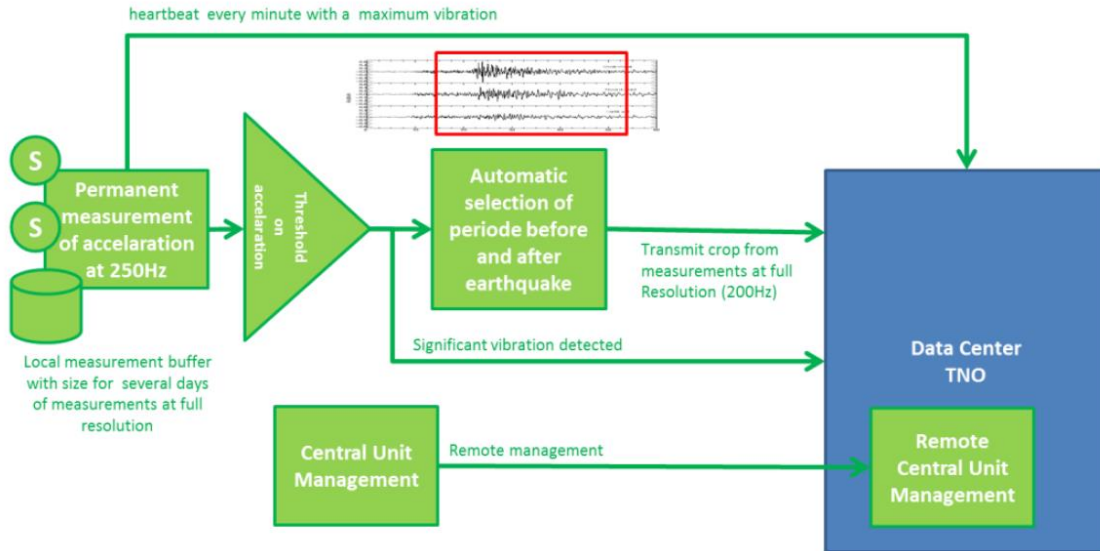 heartbeat every minute with a maximum vibration
S
S
Permanent
measurement
of accelaration
at 250Hz
Threshold
on
accelaration
Automatic
selection of
periode before
and after
earthquake
Transmit crop from
measurements at full
Resolution (200Hz)
Significant vibration detected
Local measurement buffer
with size for several days
of measurements at full
resolution
Data Center
TNO
Central Unit
Management
Remote management
Remote
Central Unit
Management